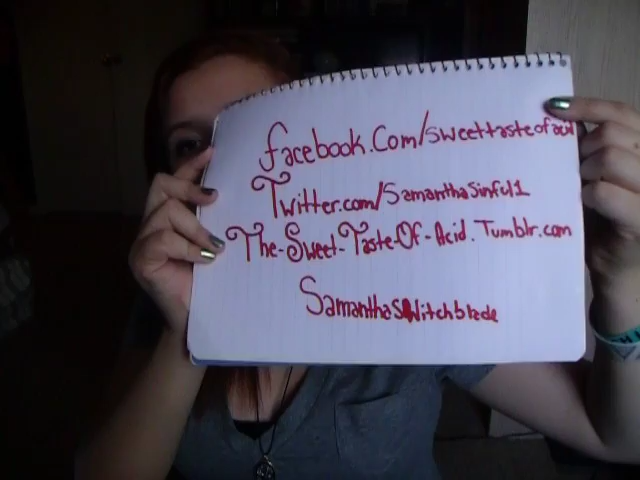 facebook.Com/sweettasteofacid
Twitter.com/SamanthaSinful1
The-Sweet-Taste-Of-Acid.Tumblr.com
SamanthaSWitchblade